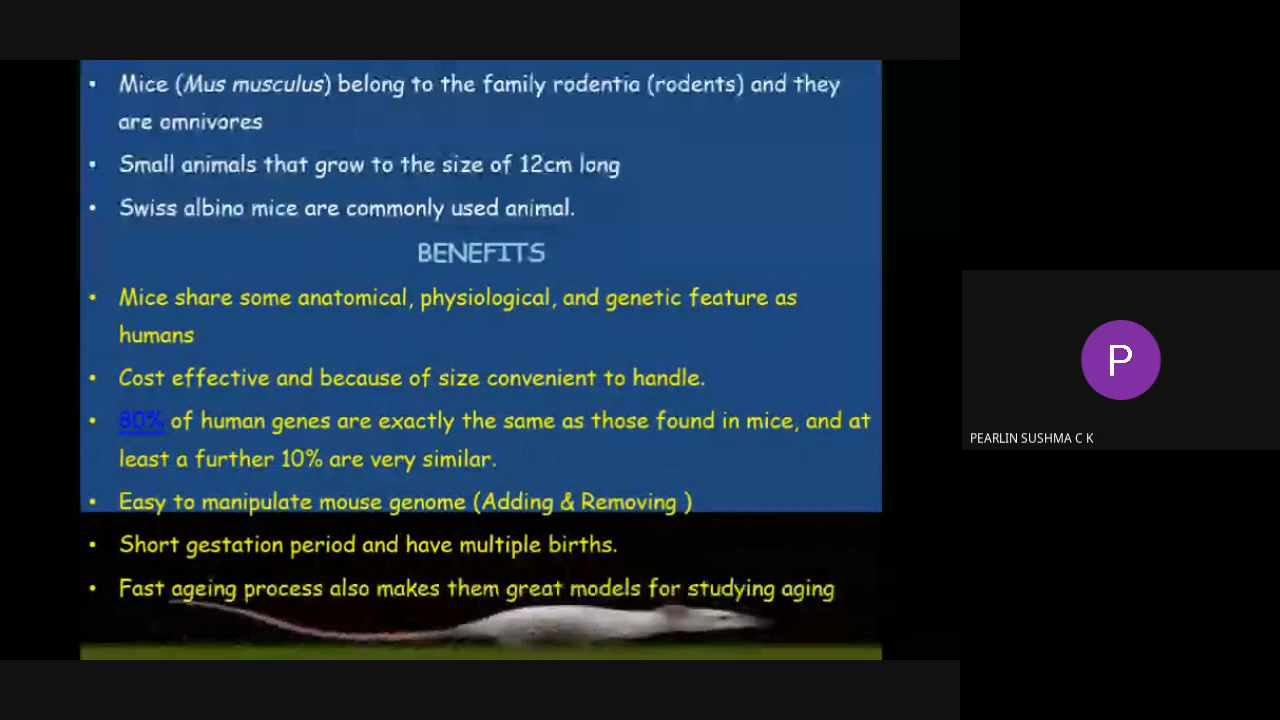 • Mice (Mus musculus) belong to the family rodentia (rodents) and they
are omnivores
• Small animals that grow to the size of 12cm long
• Swiss albino mice are commonly used animal.
BENEFITS
• Mice share some anatomical, physiological, and genetic feature as
humans
• Cost effective and because of size convenient to handle.
• 80% of human genes are exactly the same as those found in mice, and at
least a further 10% are very similar.
• Easy to manipulate mouse genome (Adding & Removing )
• Short gestation period and have multiple births.
• Fast ageing process also makes them great models for studying aging
P
PEARLIN SUSHMA C K